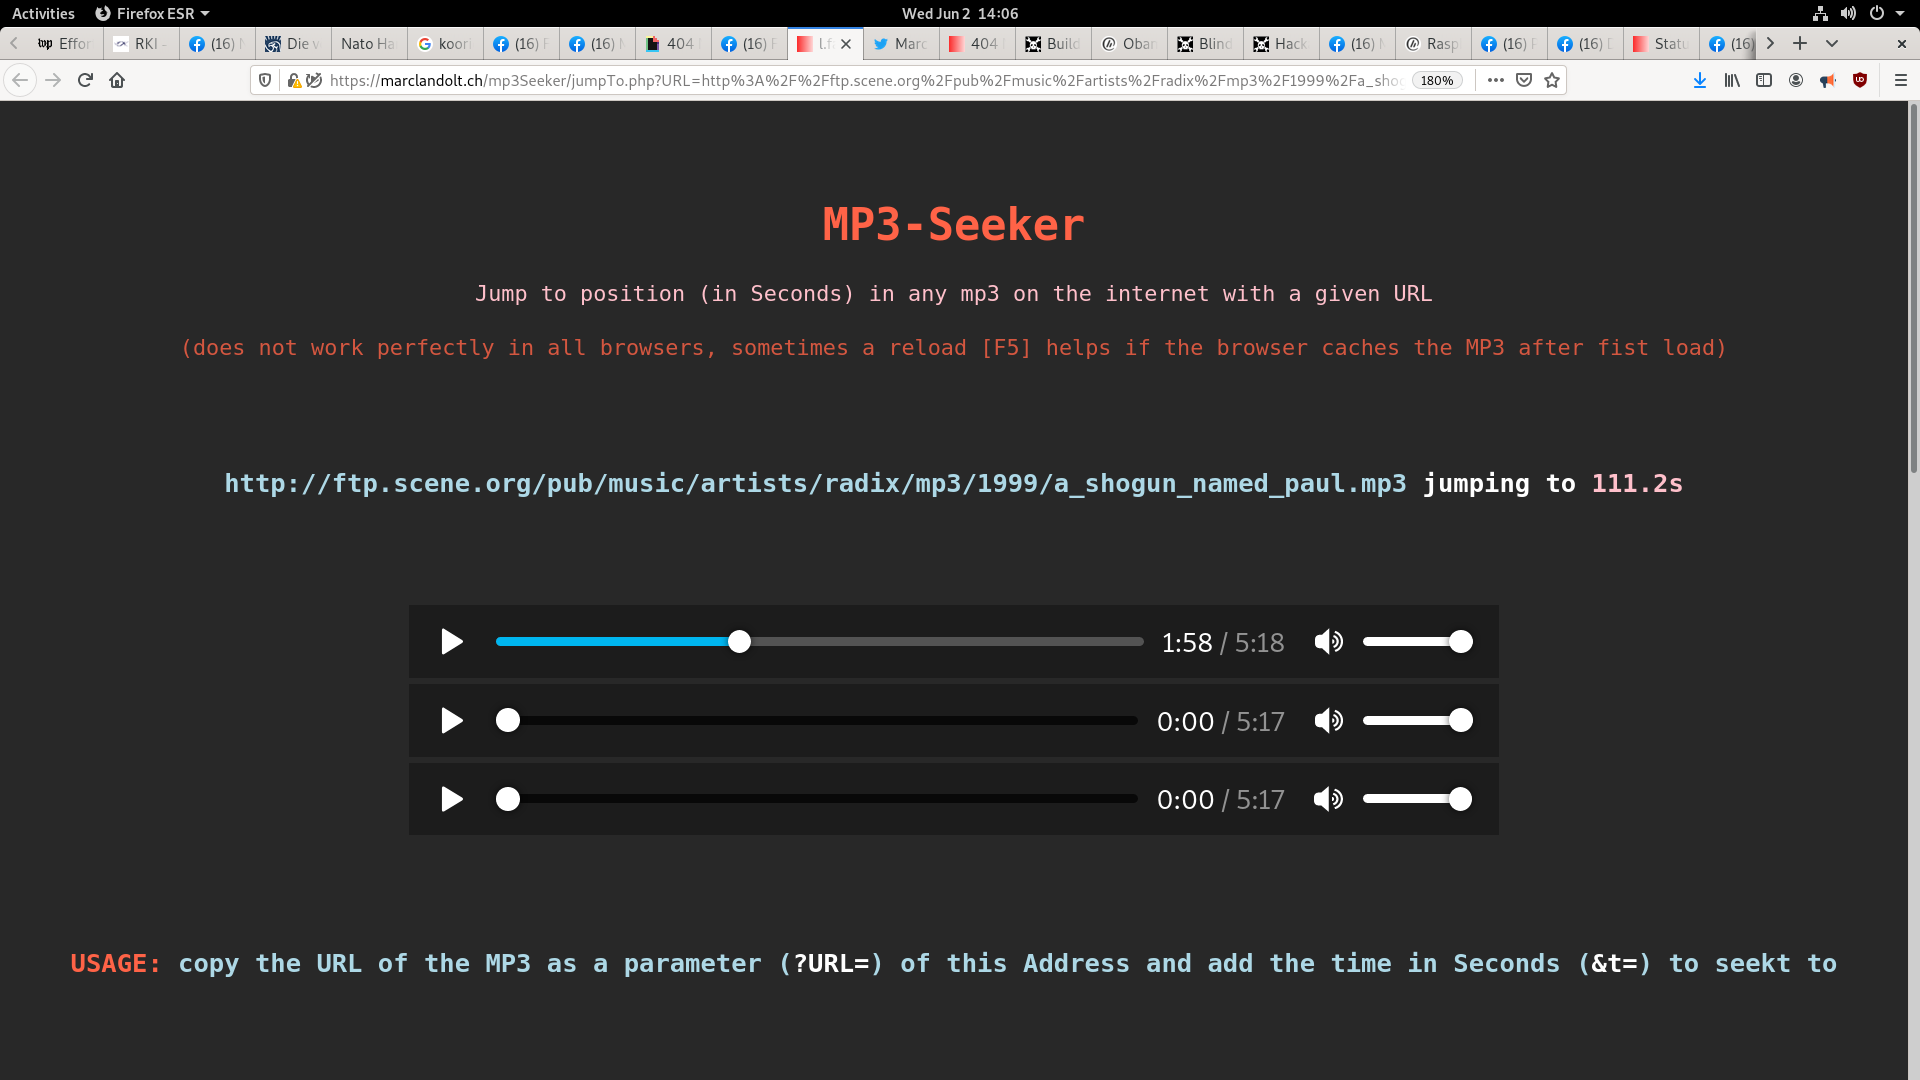 Activities Firefox ESR Wed Jun 2 14:06
Effor RKI - (16) Die v Nato Ha koori (16) F (16) 404 (16) F l.f Marc 404 Build Oban Blind Hack (16) Rasp (16) (16) Statu (16)
https://marclandolt.ch/mp3Seeker/jumpTo.php?URL=http%3A%2F%2Fftp.scene.org%2Fpub%2Fmusic%2Fartists%2Fradix%2Fmp3%2F1999%2Fa_shog 180%
MP3-Seeker
Jump to position (in Seconds) in any mp3 on the internet with a given URL
(does not work perfectly in all browsers, sometimes a reload [F5] helps if the browser caches the MP3 after fist load)
http://ftp.scene.org/pub/music/artists/radix/mp3/1999/a_shogun_named_paul.mp3 jumping to 111.2s
1:58 / 5:18
0:00 / 5:17
0:00 / 5:17
USAGE: copy the URL of the MP3 as a parameter (?URL=) of this Address and add the time in Seconds (&t=) to seekt to